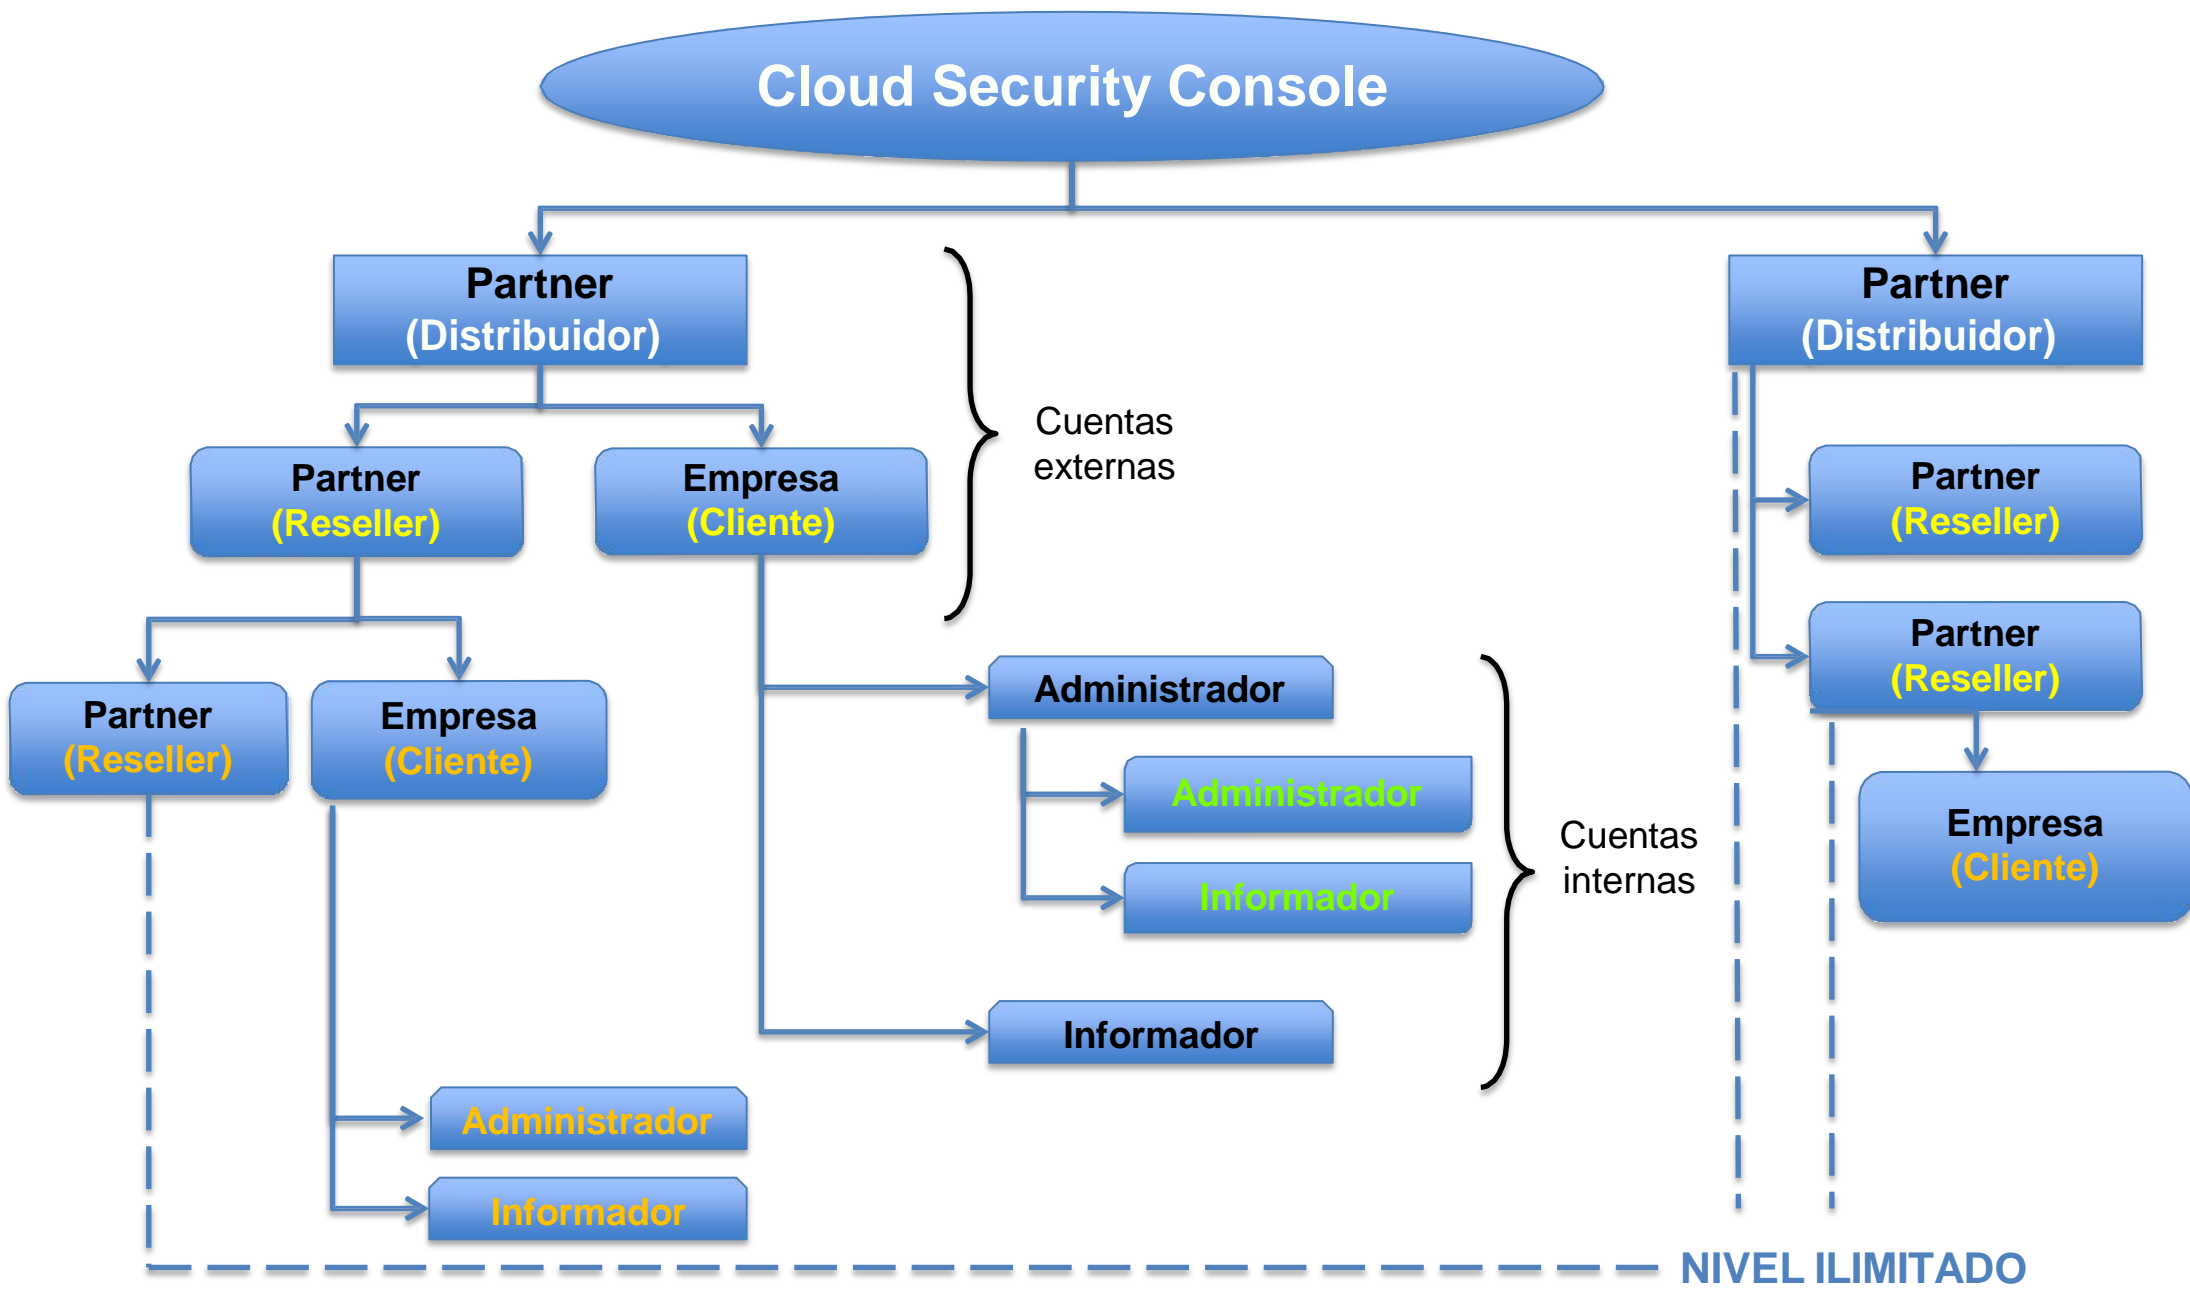 Cloud Security Console
Partner
(Distribuidor)
Partner
(Distribuidor)
Cuentas
externas
Partner
(Reseller)
Empresa
(Cliente)
Partner
(Reseller)
Partner
(Reseller)
Partner
(Reseller)
Empresa
(Cliente)
Administrador
Administrador
Informador
Cuentas
internas
Empresa
(Cliente)
Informador
Administrador
Informador
NIVEL ILIMITADO